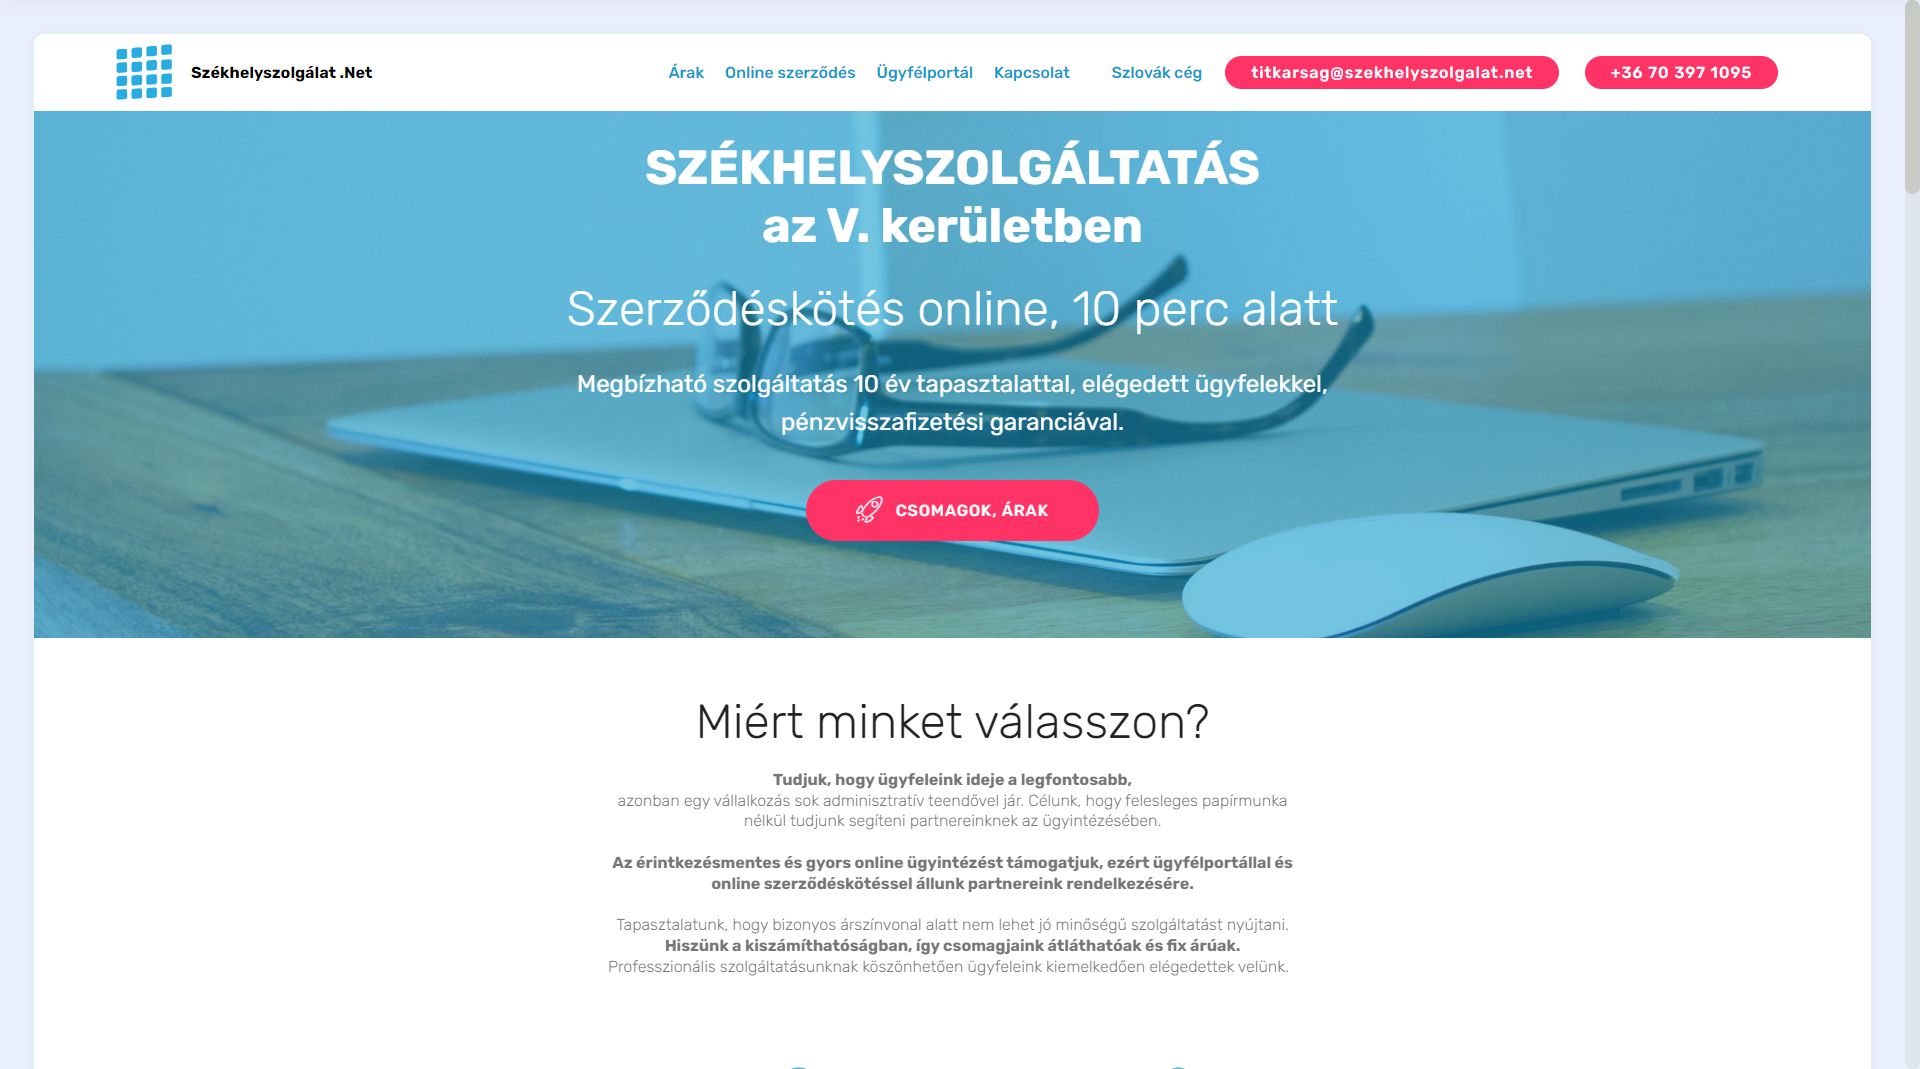 Székhelyszolgálat .Net
Árak
Online szerződés
Ügyfélportál
Kapcsolat
Szlovák cég
titkarsag@szekhelyszolgalat.net
+36 70 397 1095
SZÉKHELYSZOLGÁLTATÁS
az V. kerületben
Szerződéskötés online, 10 perc alatt
Megbízható szolgáltatás 10 év tapasztalattal, elégedett ügyfelekkel,
pénzvisszafizetési garanciával.
CSOMAGOK, ÁRAK
Miért minket válasszon?
Tudjuk, hogy ügyfeleink ideje a legfontosabb,
azonban egy vállalkozás sok adminisztratív teendővel jár. Célunk, hogy felesleges papírmunka
nélkül tudjunk segíteni partnereinknek az ügyintézésében.
Az érintkezésmentes és gyors online ügyintézést támogatjuk, ezért ügyfélportállal és
online szerződéskötéssel állunk partnereink rendelkezésére.
Tapasztalatunk, hogy bizonyos árszínvonal alatt nem lehet jó minőségű szolgáltatást nyújtani.
Hiszünk a kiszámíthatóságban, így csomagjaink átláthatóak és fix árúak.
Professzionális szolgáltatásunknak köszönhetően ügyfeleink kiemelkedően elégedettek velünk.